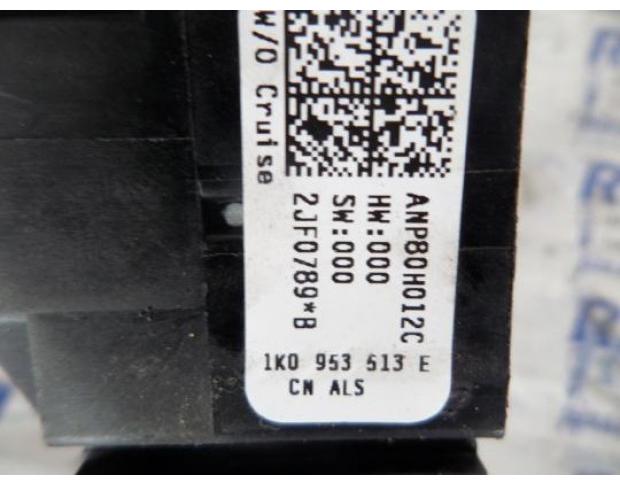 W/O Cruise
ANP80H012C
HW:000
SW:000
2JF0789*B
1K0 953 513 E
CN ALS